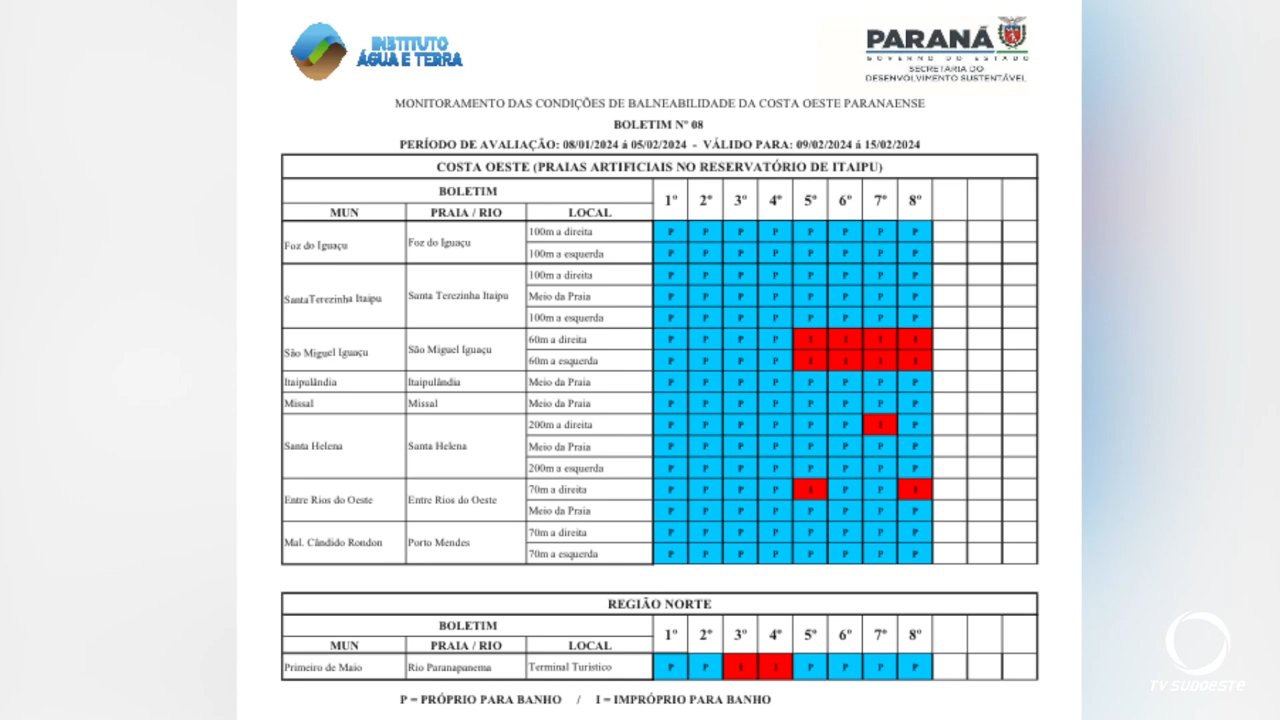 INSTITUTO
ÁGUA E TERRA
PARANÁ
GOVERNO DO ESTADO
SECRETARIA DO
DESENVOLVIMENTO SUSTENTÁVEL
MONITORAMENTO DAS CONDIÇÕES DE BALNEABILIDADE DA COSTA OESTE PARANAENSE
BOLETIM Nº 08
PERÍODO DE AVALIAÇÃO: 08/01/2024 á 05/02/2024 - VÁLIDO PARA: 09/02/2024 á 15/02/2024
COSTA OESTE (PRAIAS ARTIFICIAIS NO RESERVATÓRIO DE ITAIPU)
BOLETIM 1º 2º 3º 4º 5º 6º 7º 8º
MUN PRAIA / RIO LOCAL
Foz do Iguaçu Foz do Iguaçu 100m a direita P P P P P P P P
100m a esquerda P P P P P P P P
SantaTerezinha Itaipu Santa Terezinha Itaipu 100m a direita P P P P P P P P
Meio da Praia P P P P P P P P
100m a esquerda P P P P P P P P
São Miguel Iguaçu São Miguel Iguaçu 60m a direita P P P P I I I I
60m a esquerda P P P P I I I I
Itaipulândia Itaipulândia Meio da Praia P P P P P P P P
Missal Missal Meio da Praia P P P P P P P P
Santa Helena Santa Helena 200m a direita P P P P P P I P
Meio da Praia P P P P P P P P
200m a esquerda P P P P P P P P
Entre Rios do Oeste Entre Rios do Oeste 70m a direita P P P P I P P I
Meio da Praia P P P P P P P P
Mal. Cândido Rondon Porto Mendes 70m a direita P P P P P P P P
70m a esquerda P P P P P P P P
REGIÃO NORTE
BOLETIM 1º 2º 3º 4º 5º 6º 7º 8º
MUN PRAIA / RIO LOCAL
Primeiro de Maio Rio Paranapanema Terminal Turístico P P I I P P P P
P = PRÓPRIO PARA BANHO / I = IMPRÓPRIO PARA BANHO
TV SUDOESTE